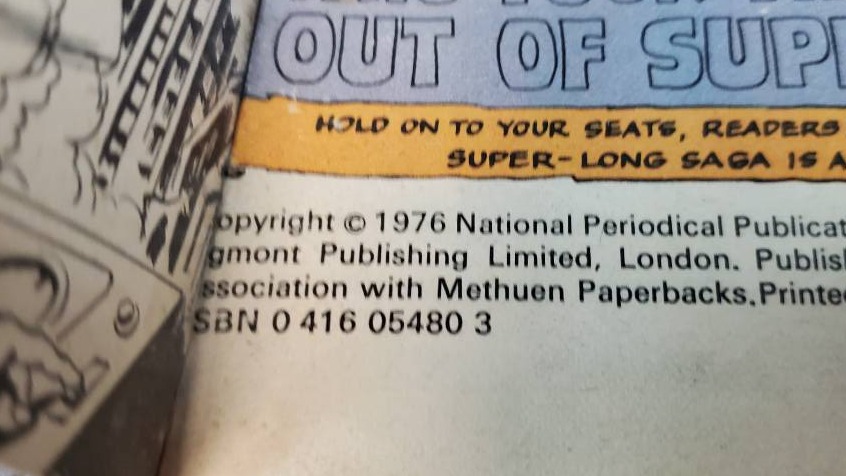 OUT OF SUP
HOLD ON TO YOUR SEATS, READERS
SUPER-LONG SAGA IS A
opyright © 1976 National Periodical Publicat
gmont Publishing Limited, London. Publish
ssociation with Methuen Paperbacks. Printe
SBN 0 416 05480 3